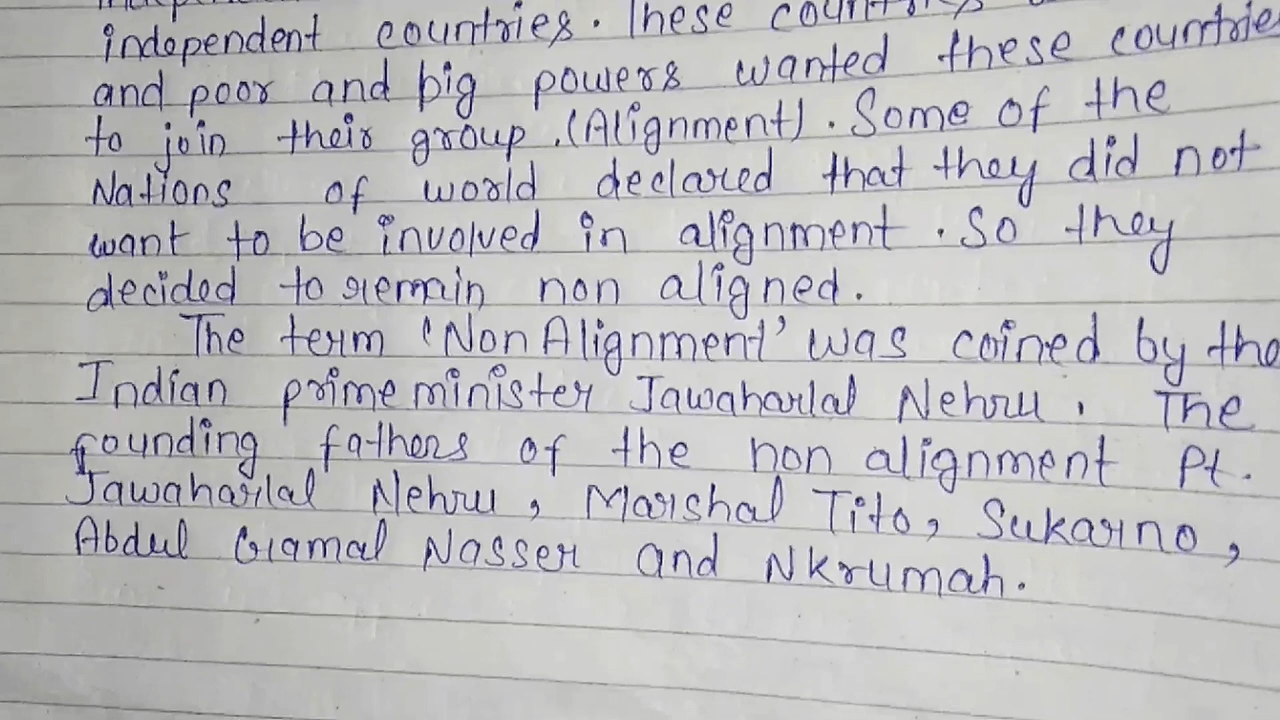 independent countries. These countries
and poor and big powers wanted these countrie
to join their group.(Alignment). Some of the
Nations of world declared that they did not
want to be involved in alignment. So they
decided to remain non aligned.
The term 'Non Alignment' was coined by the
Indian prime minister Jawaharlal Nehru. The
founding fathers of the non alignment Pt.
Jawaharlal Nehru, Marshal Tito, Sukarno,
Abdul Gamal Nasser and Nkrumah.